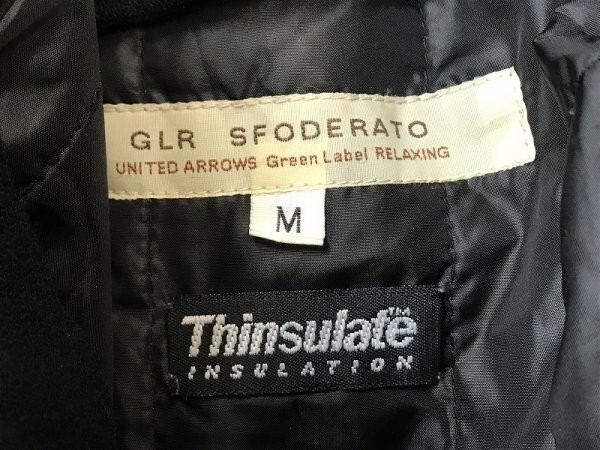 GLR SFODERATO
UNITED ARROWS Green Label RELAXING
M
Thinsulate™
INSULATION